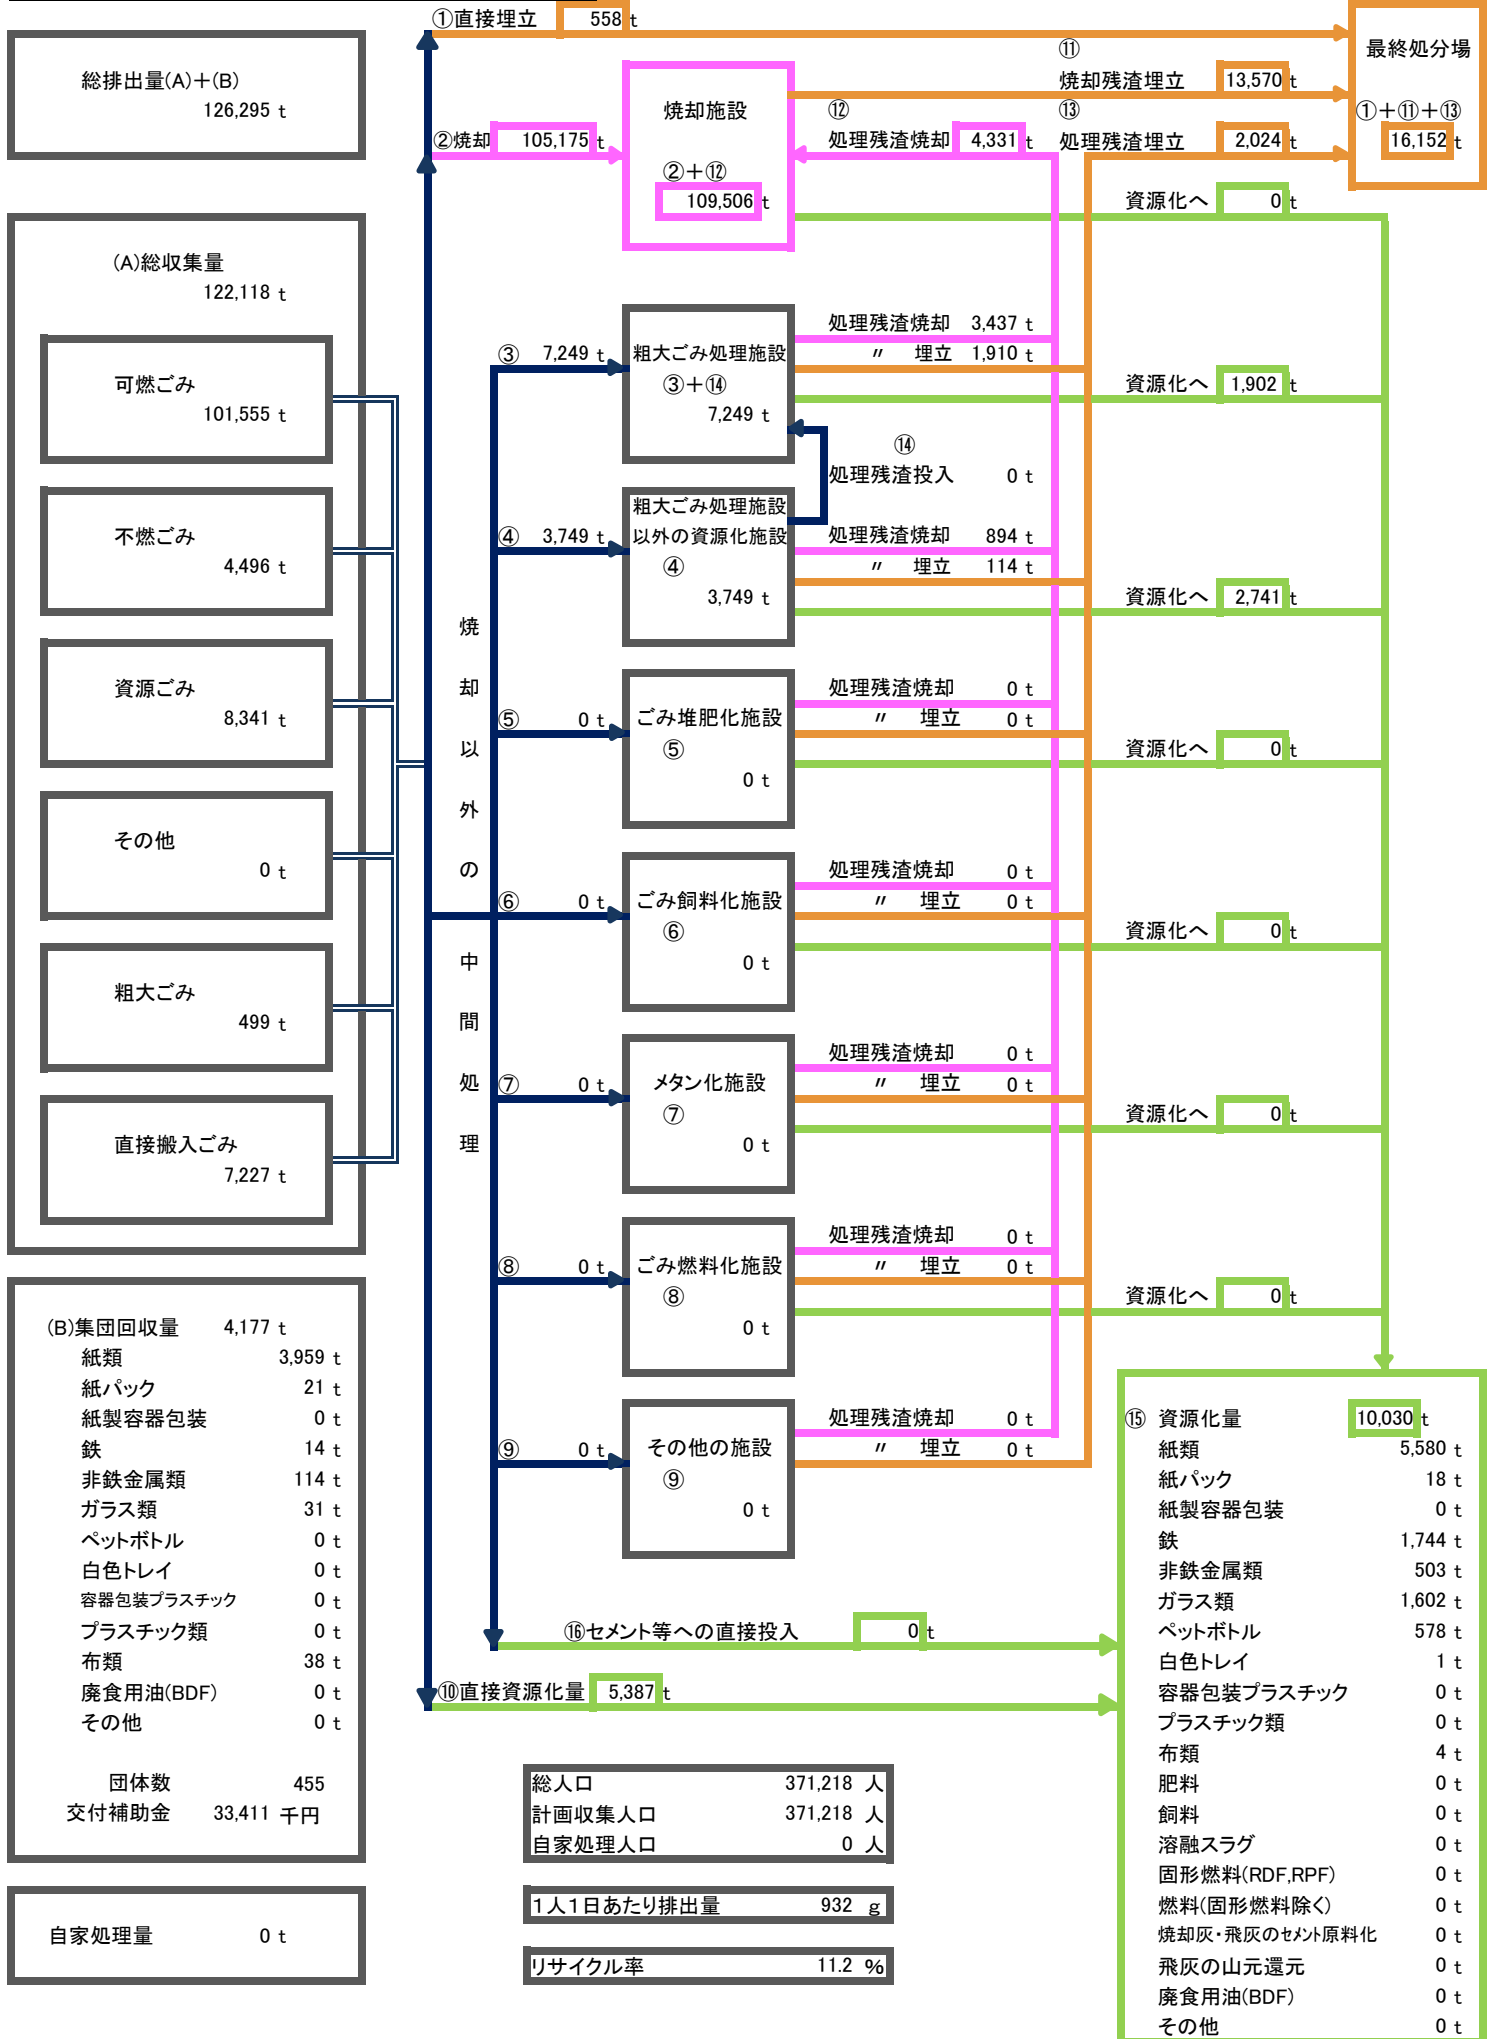 ①直接埋立 558 t
総排出量(A)＋(B)
126,295 t
②焼却 105,175 t
焼却施設
②＋⑫
109,506 t
⑪
焼却残渣埋立 13,570 t
⑫
処理残渣焼却 4,331 t
⑬
処理残渣埋立 2,024 t
最終処分場
①＋⑪＋⑬
16,152 t
資源化へ 0 t
(A)総収集量
122,118 t
可燃ごみ
101,555 t
不燃ごみ
4,496 t
資源ごみ
8,341 t
その他
0 t
粗大ごみ
499 t
直接搬入ごみ
7,227 t
焼却以外の中間処理
③ 7,249 t
粗大ごみ処理施設
③＋⑭
7,249 t
処理残渣焼却 3,437 t
〃 埋立 1,910 t
資源化へ 1,902 t
⑭
処理残渣投入 0 t
④ 3,749 t
粗大ごみ処理施設
以外の資源化施設
④
3,749 t
処理残渣焼却 894 t
〃 埋立 114 t
資源化へ 2,741 t
⑤ 0 t
ごみ堆肥化施設
⑤
0 t
処理残渣焼却 0 t
〃 埋立 0 t
資源化へ 0 t
⑥ 0 t
ごみ飼料化施設
⑥
0 t
処理残渣焼却 0 t
〃 埋立 0 t
資源化へ 0 t
⑦ 0 t
メタン化施設
⑦
0 t
処理残渣焼却 0 t
〃 埋立 0 t
資源化へ 0 t
⑧ 0 t
ごみ燃料化施設
⑧
0 t
処理残渣焼却 0 t
〃 埋立 0 t
資源化へ 0 t
⑨ 0 t
その他の施設
⑨
0 t
処理残渣焼却 0 t
〃 埋立 0 t
⑯セメント等への直接投入 0 t
⑩直接資源化量 5,387 t
(B)集団回収量 4,177 t
紙類 3,959 t
紙パック 21 t
紙製容器包装 0 t
鉄 14 t
非鉄金属類 114 t
ガラス類 31 t
ペットボトル 0 t
白色トレイ 0 t
容器包装プラスチック 0 t
プラスチック類 0 t
布類 38 t
廃食用油(BDF) 0 t
その他 0 t
団体数 455
交付補助金 33,411 千円
自家処理量 0 t
総人口 371,218 人
計画収集人口 371,218 人
自家処理人口 0 人
1人1日あたり排出量 932 g
リサイクル率 11.2 %
⑮ 資源化量 10,030 t
紙類 5,580 t
紙パック 18 t
紙製容器包装 0 t
鉄 1,744 t
非鉄金属類 503 t
ガラス類 1,602 t
ペットボトル 578 t
白色トレイ 1 t
容器包装プラスチック 0 t
プラスチック類 0 t
布類 4 t
肥料 0 t
飼料 0 t
溶融スラグ 0 t
固形燃料(RDF,RPF) 0 t
燃料(固形燃料除く) 0 t
焼却灰・飛灰のセメント原料化 0 t
飛灰の山元還元 0 t
廃食用油(BDF) 0 t
その他 0 t